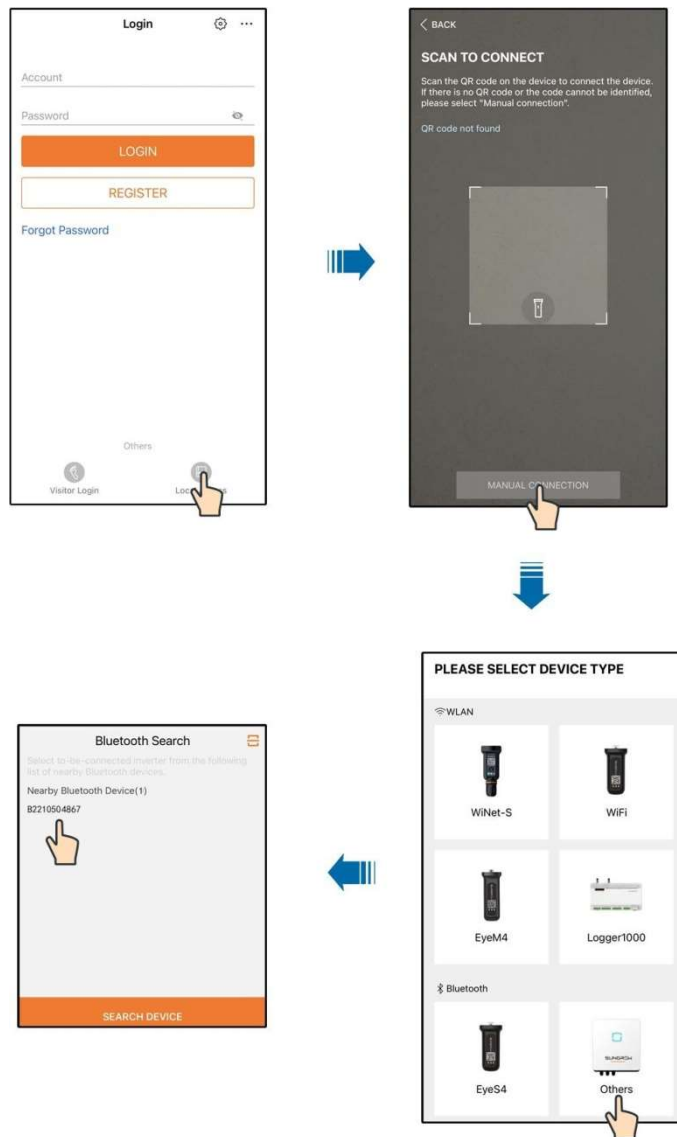 Login
Account
Password
LOGIN
REGISTER
Forgot Password
Others
Visitor Login
BACK
SCAN TO CONNECT
Scan the QR code on the device to connect the device.
If there is no QR code or the code cannot be identified,
please select "Manual connection".
QR code not found
MANUAL CONNECTION
PLEASE SELECT DEVICE TYPE
WLAN
WiNet-S
WiFi
EyeM4
Logger1000
Bluetooth
SUNGROW
EyeS4
Others
Bluetooth Search
Select to-be-connected inverter from the following
list of nearby Bluetooth devices.
Nearby Bluetooth Device(1)
B2210504867
SEARCH DEVICE